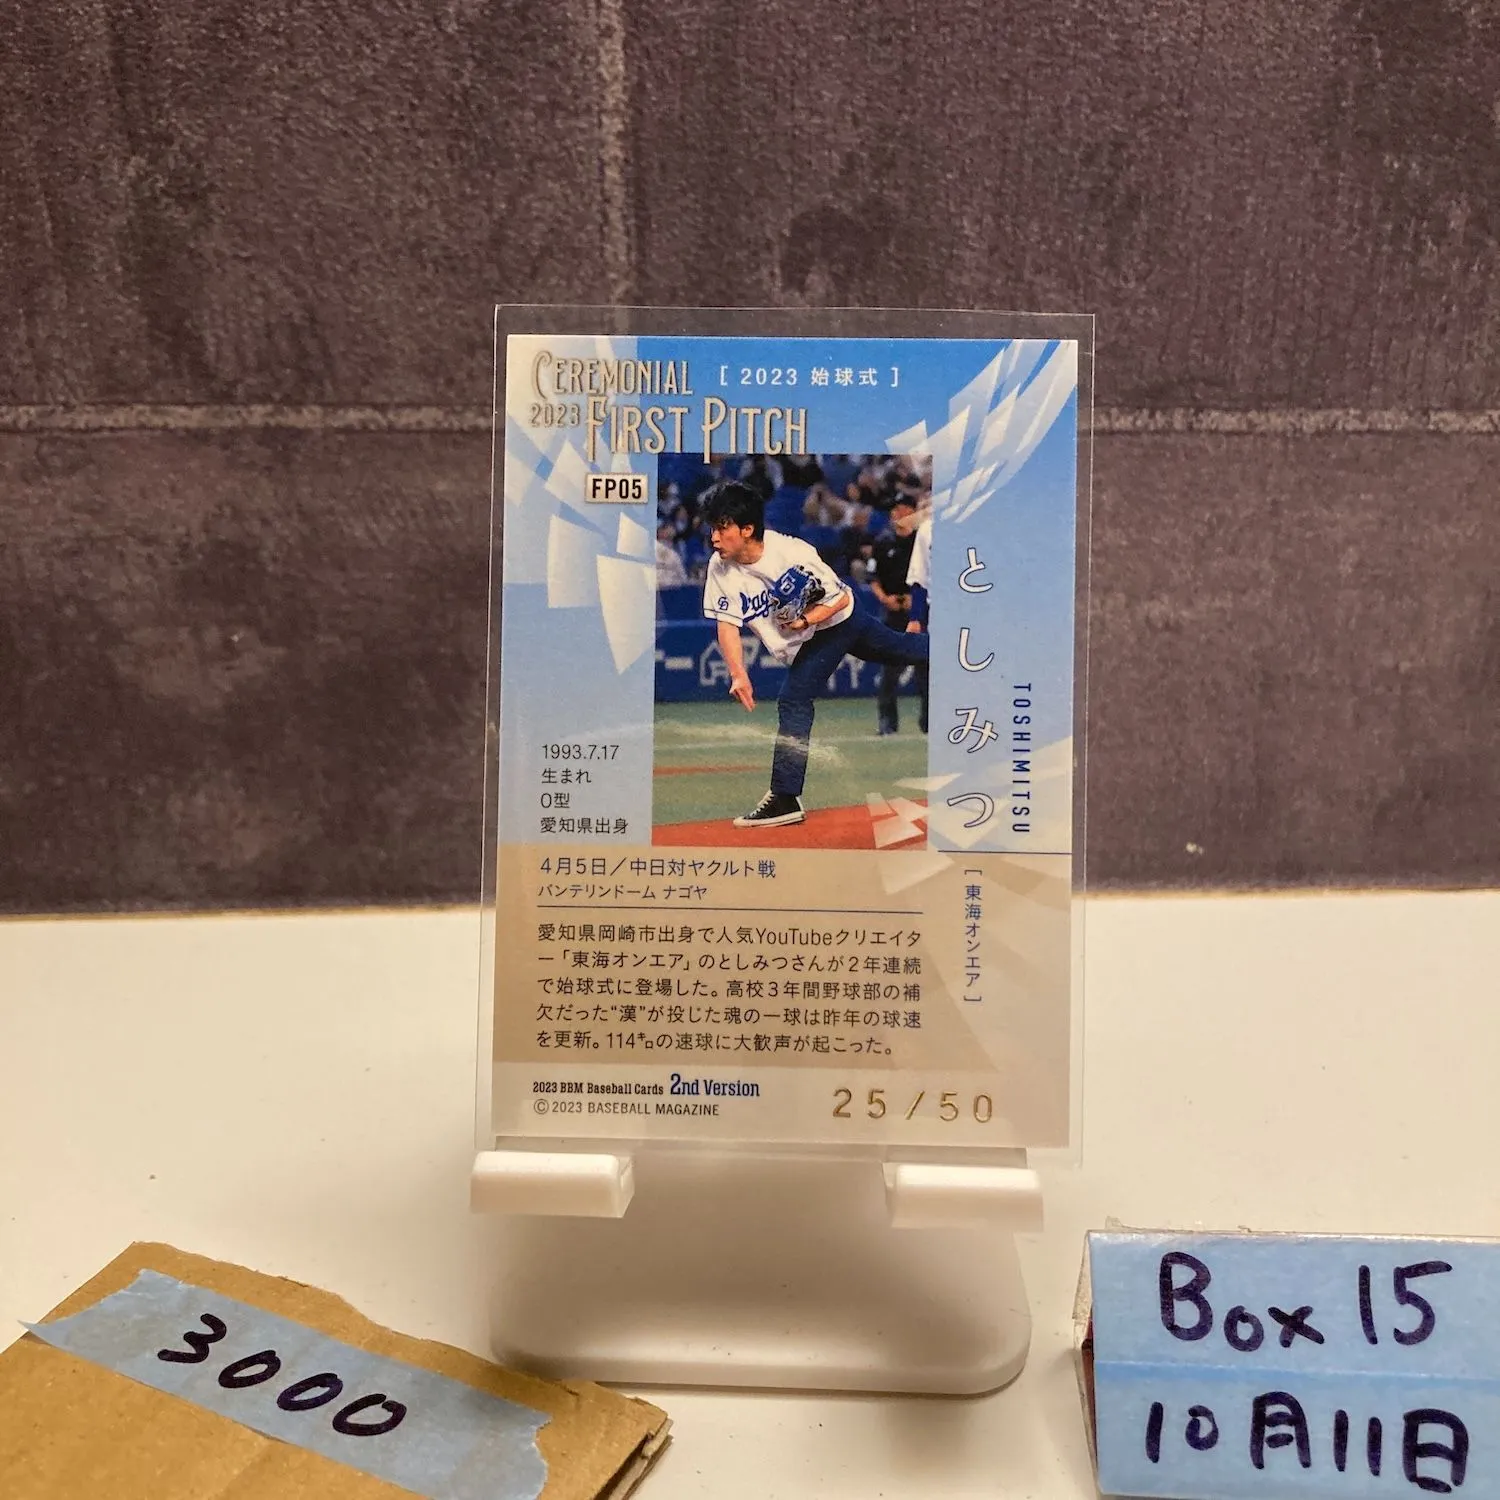 CEREMONIAL
2023 FIRST PITCH
[ 2023 始球式 ]
FP05
としみつ
TOSHIMITSU
[東海オンエア]
1993.7.17
生まれ
O型
愛知県出身
4月5日／中日対ヤクルト戦
バンテリンドーム ナゴヤ
愛知県岡崎市出身で人気YouTubeクリエイタ
ー「東海オンエア」のとしみつさんが2年連続
で始球式に登場した。高校3年間野球部の補
欠だった“漢”が投じた魂の一球は昨年の球速
を更新。114㌔の速球に大歓声が起こった。
2023 BBM Baseball Cards 2nd Version
©2023 BASEBALL MAGAZINE
25/50
3000
Box 15
10月11日